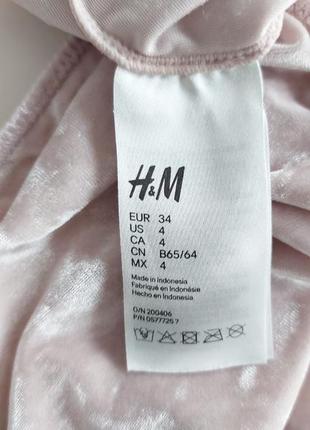 H&M
EUR 34
US 4
CA 4
CN B65/64
MX 4
Made in Indonesia
Fabriqué en Indonésie
Hecho en Indonesia
O/N 200406
P/N 0577725 7